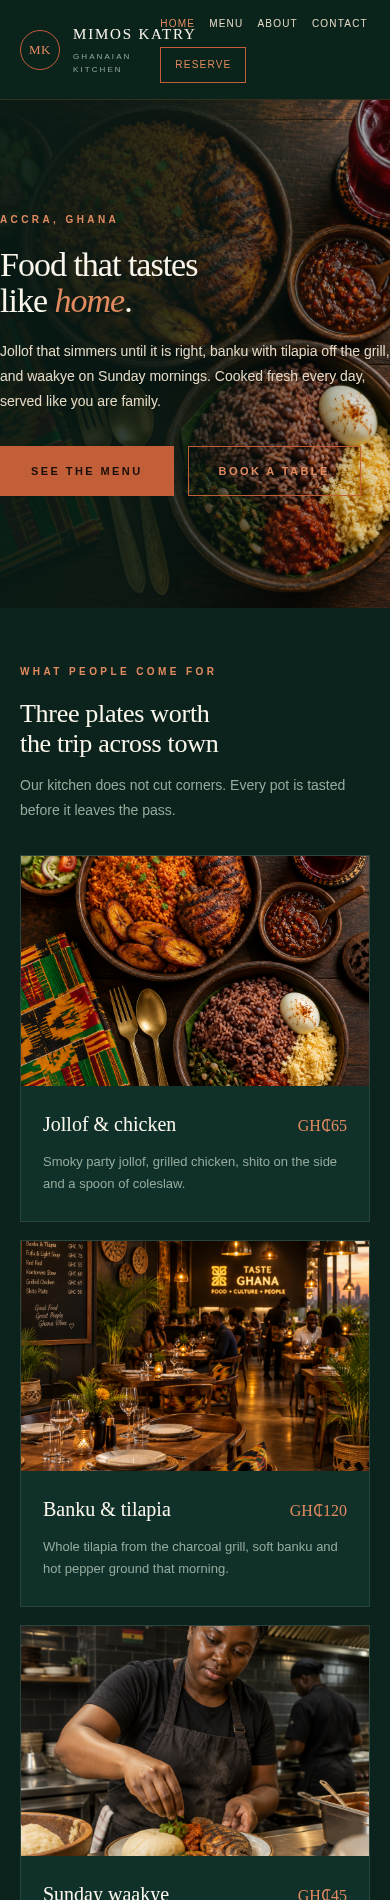 MK
MIMOS KATRY
GHANAIAN
KITCHEN
HOME MENU ABOUT CONTACT
RESERVE
ACCRA, GHANA
Food that tastes
like home.
Jollof that simmers until it is right, banku with tilapia off the grill,
and waakye on Sunday mornings. Cooked fresh every day,
served like you are family.
SEE THE MENU
BOOK A TABLE
WHAT PEOPLE COME FOR
Three plates worth
the trip across town
Our kitchen does not cut corners. Every pot is tasted
before it leaves the pass.
Jollof & chicken GH₵65
Smoky party jollof, grilled chicken, shito on the side
and a spoon of coleslaw.
TASTE
GHANA
FOOD • CULTURE • PEOPLE
Good Food
Great People
Ghana Vibes
Banku & tilapia GH₵120
Whole tilapia from the charcoal grill, soft banku and
hot pepper ground that morning.
Sunday waakye GH₵45